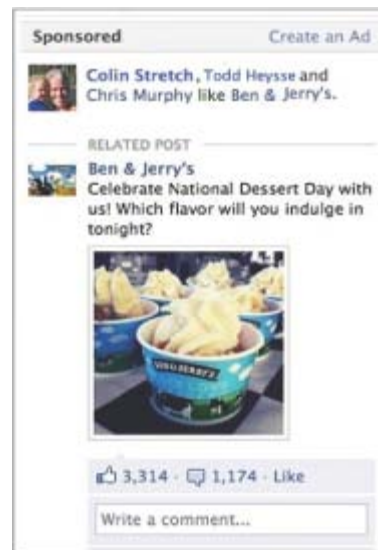 Sponsored Create an Ad
Colin Stretch, Todd Heysse and
Chris Murphy like Ben & Jerry's.
RELATED POST
Ben & Jerry's
Celebrate National Dessert Day with
us! Which flavor will you indulge in
tonight?
BEN & JERRY'S
3,314 · 1,174 · Like
Write a comment...